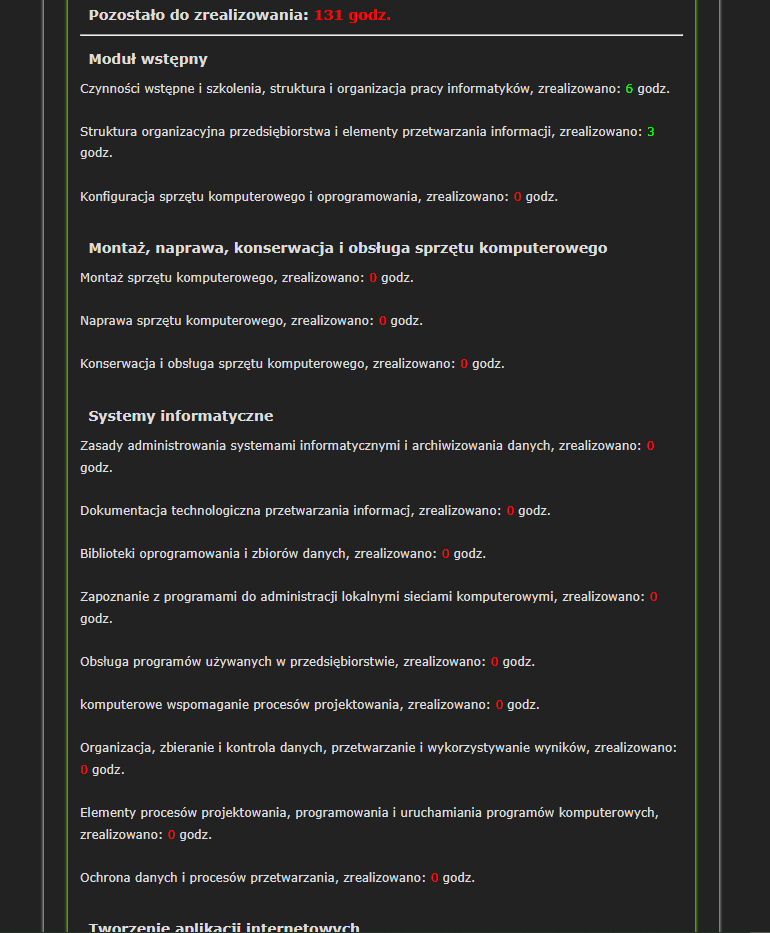 Pozostało do zrealizowania: 131 godz.
Moduł wstępny
Czynności wstępne i szkolenia, struktura i organizacja pracy informatyków, zrealizowano: 6 godz.
Struktura organizacyjna przedsiębiorstwa i elementy przetwarzania informacji, zrealizowano: 3
godz.
Konfiguracja sprzętu komputerowego i oprogramowania, zrealizowano: 0 godz.
Montaż, naprawa, konserwacja i obsługa sprzętu komputerowego
Montaż sprzętu komputerowego, zrealizowano: 0 godz.
Naprawa sprzętu komputerowego, zrealizowano: 0 godz.
Konserwacja i obsługa sprzętu komputerowego, zrealizowano: 0 godz.
Systemy informatyczne
Zasady administrowania systemami informatycznymi i archiwizowania danych, zrealizowano: 0
godz.
Dokumentacja technologiczna przetwarzania informacj, zrealizowano: 0 godz.
Biblioteki oprogramowania i zbiorów danych, zrealizowano: 0 godz.
Zapoznanie z programami do administracji lokalnymi sieciami komputerowymi, zrealizowano: 0
godz.
Obsługa programów używanych w przedsiębiorstwie, zrealizowano: 0 godz.
komputerowe wspomaganie procesów projektowania, zrealizowano: 0 godz.
Organizacja, zbieranie i kontrola danych, przetwarzanie i wykorzystywanie wyników, zrealizowano:
0 godz.
Elementy procesów projektowania, programowania i uruchamiania programów komputerowych,
zrealizowano: 0 godz.
Ochrona danych i procesów przetwarzania, zrealizowano: 0 godz.
Tworzenie aplikacji internetowych